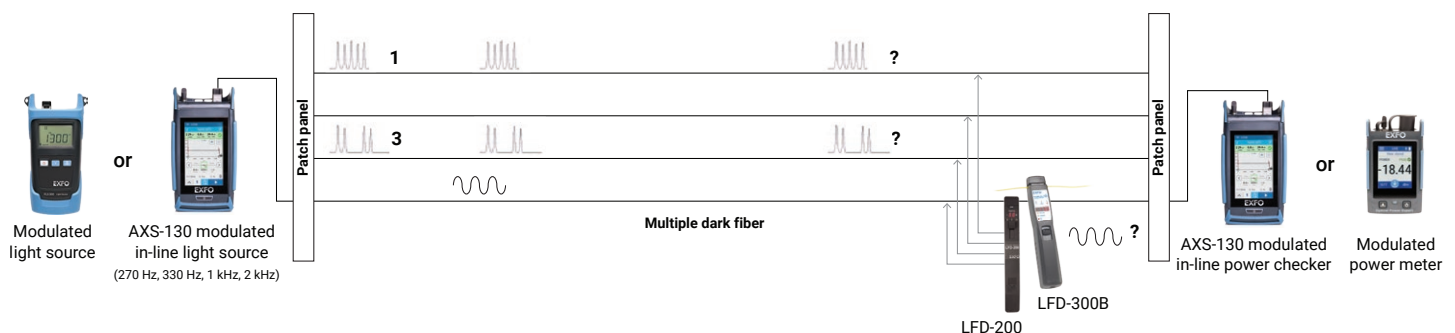 Patch panel
1
?
3
?
Multiple dark fiber
?
Patch panel
1300
EXFO
or
EXFO
Modulated
light source
AXS-130 modulated
in-line light source
(270 Hz, 330 Hz, 1 kHz, 2 kHz)
LFD-200
LFD-300B
EXFO
or
EXFO
-18.44
AXS-130 modulated
in-line power checker
Modulated
power meter